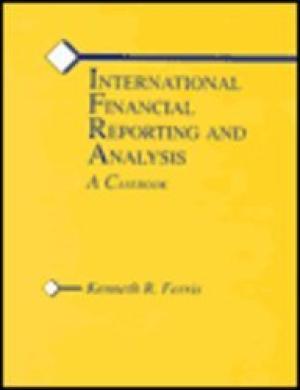 INTERNATIONAL
FINANCIAL
REPORTING AND
ANALYSIS
A CASEBOOK
Kenneth R. Ferris